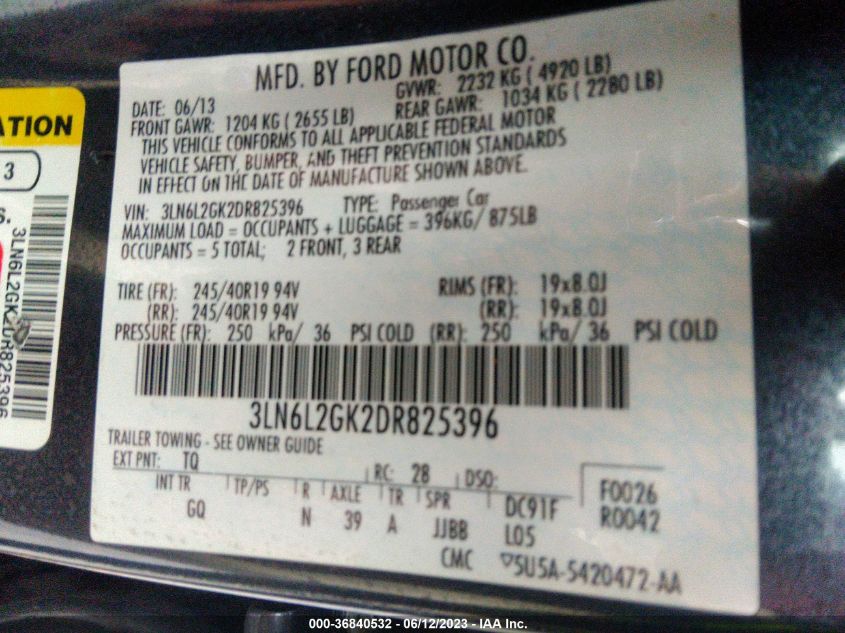 MFD. BY FORD MOTOR CO.
DATE: 06/13 GVWR: 2232 KG ( 4920 LB)
FRONT GAWR: 1204 KG ( 2655 LB) REAR GAWR: 1034 KG ( 2280 LB)
THIS VEHICLE CONFORMS TO ALL APPLICABLE FEDERAL MOTOR
VEHICLE SAFETY, BUMPER, AND THEFT PREVENTION STANDARDS
IN EFFECT ON THE DATE OF MANUFACTURE SHOWN ABOVE.
VIN: 3LN6L2GK2DR825396 TYPE: Passenger Car
MAXIMUM LOAD = OCCUPANTS + LUGGAGE = 396KG/ 875LB
OCCUPANTS = 5 TOTAL; 2 FRONT, 3 REAR
TIRE (FR): 245/40R19 94V RIMS (FR): 19x8.0J
(RR): 245/40R19 94V (RR): 19x8.0J
PRESSURE (FR): 250 kPa/ 36 PSI COLD (RR): 250 kPa/ 36 PSI COLD
3LN6L2GK2DR825396
TRAILER TOWING - SEE OWNER GUIDE
EXT PNT: TQ RC: 28 DSO:
INT TR TP/PS R AXLE TR SPR DC91F F0026
GQ N 39 A JJBB L05 R0042
CMC 5U5A-5420472-AA
ATION
3
S.
3LN6L2GK2DR825396
000-36840532 - 06/12/2023 - IAA Inc.